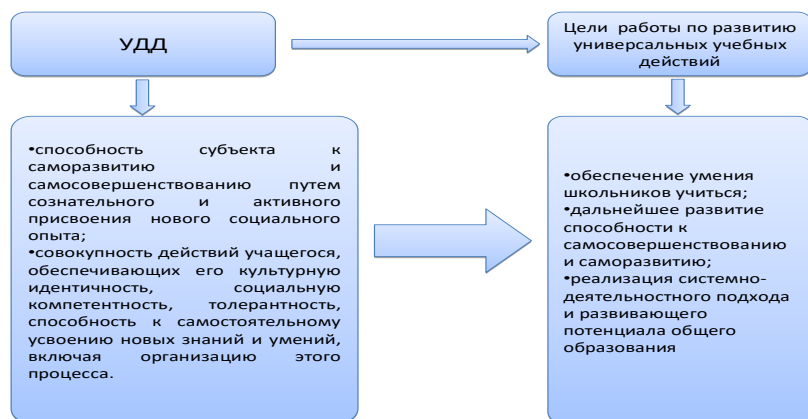 УДД
Цели работы по развитию
универсальных учебных
действий
•способность субъекта к
саморазвитию и
самосовершенствованию путем
сознательного и активного
присвоения нового социального
опыта;
•совокупность действий учащегося,
обеспечивающих его культурную
идентичность, социальную
компетентность, толерантность,
способность к самостоятельному
усвоению новых знаний и умений,
включая организацию этого
процесса.
•обеспечение умения
школьников учиться;
•дальнейшее развитие
способности к
самосовершенствованию
и саморазвитию;
•реализация системно-
деятельностного подхода
и развивающего
потенциала общего
образования